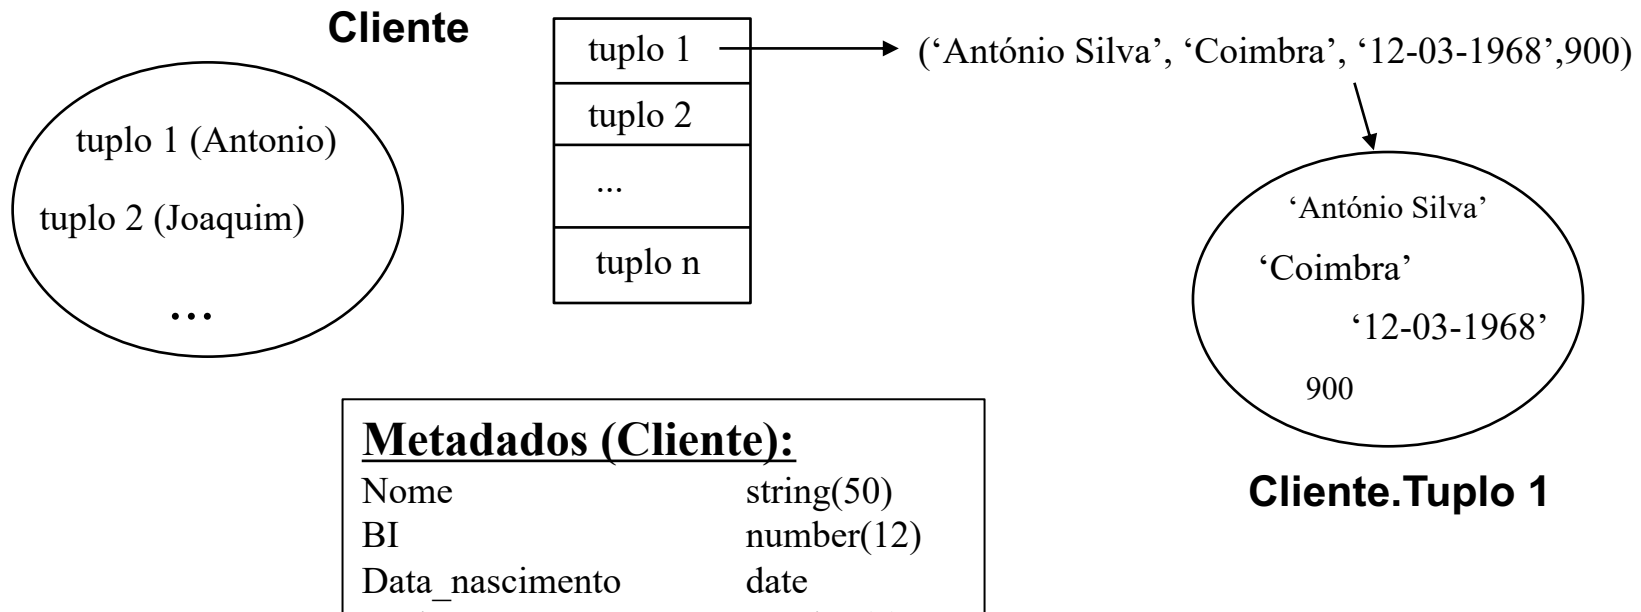 Cliente
tuplo 1 (Antonio)
tuplo 2 (Joaquim)
...
tuplo 1
tuplo 2
...
tuplo n
(‘António Silva’, ‘Coimbra’, ‘12-03-1968’,900)
‘António Silva’
‘Coimbra’
‘12-03-1968’
900
Cliente.Tuplo 1
Metadados (Cliente):
Nome string(50)
BI number(12)
Data_nascimento date